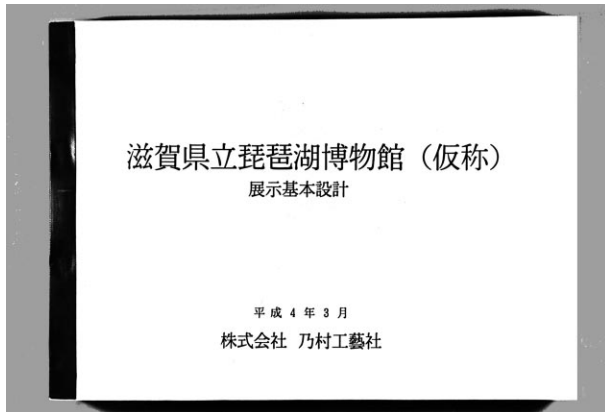 滋賀県立琵琶湖博物館（仮称）
展示基本設計
平成4年3月
株式会社 乃村工藝社